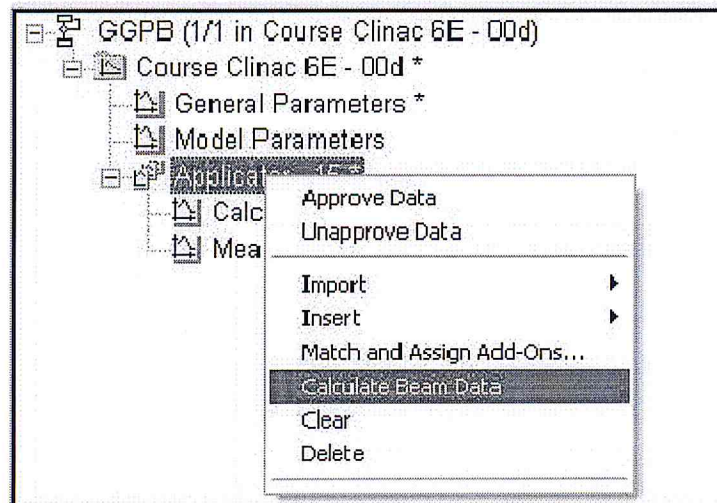 GGPB (1/1 in Course Clinac 6E - 00d)
Course Clinac 6E - 00d *
General Parameters *
Model Parameters
Calc
Mea
Approve Data
Unapprove Data
Import
Insert
Match and Assign Add-Ons...
Calculate Beam Data
Clear
Delete